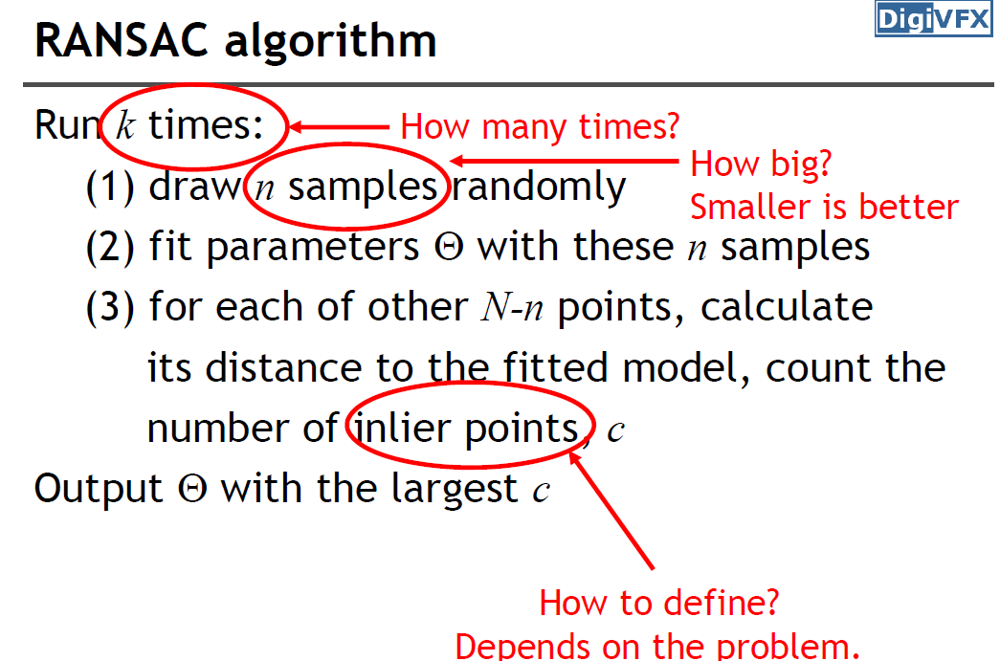 DigiVFX
RANSAC algorithm
Run k times:
How many times?
(1) draw n samples randomly
How big?
Smaller is better
(2) fit parameters Θ with these n samples
(3) for each of other N-n points, calculate
its distance to the fitted model, count the
number of inlier points, c
Output Θ with the largest c
How to define?
Depends on the problem.